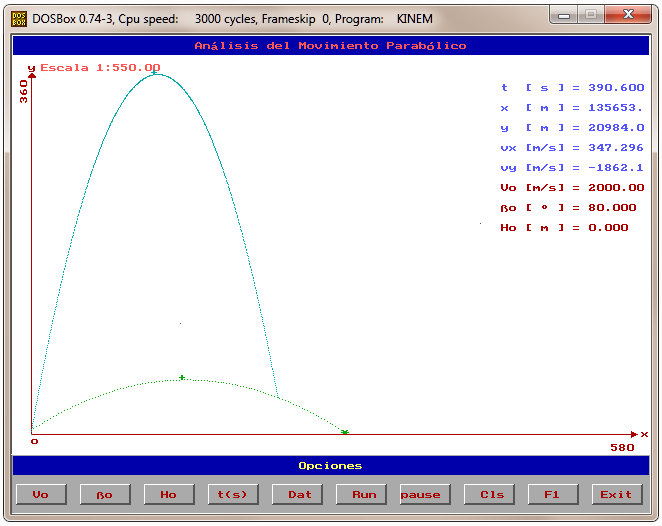 DOS BOX DOSBox 0.74-3, Cpu speed: 3000 cycles, Frameskip 0, Program: KINEM
Análisis del Movimiento Parabólico
y Escala 1:550.00
360
t [ s ] = 390.600
x [ m ] = 135653.
y [ m ] = 20984.0
vx [m/s] = 347.296
vy [m/s] = -1862.1
Vo [m/s] = 2000.00
ßo [ º ] = 80.000
Ho [ m ] = 0.000
x
o
580
Opciones
Vo ßo Ho t(s) Dat Run pause Cls F1 Exit